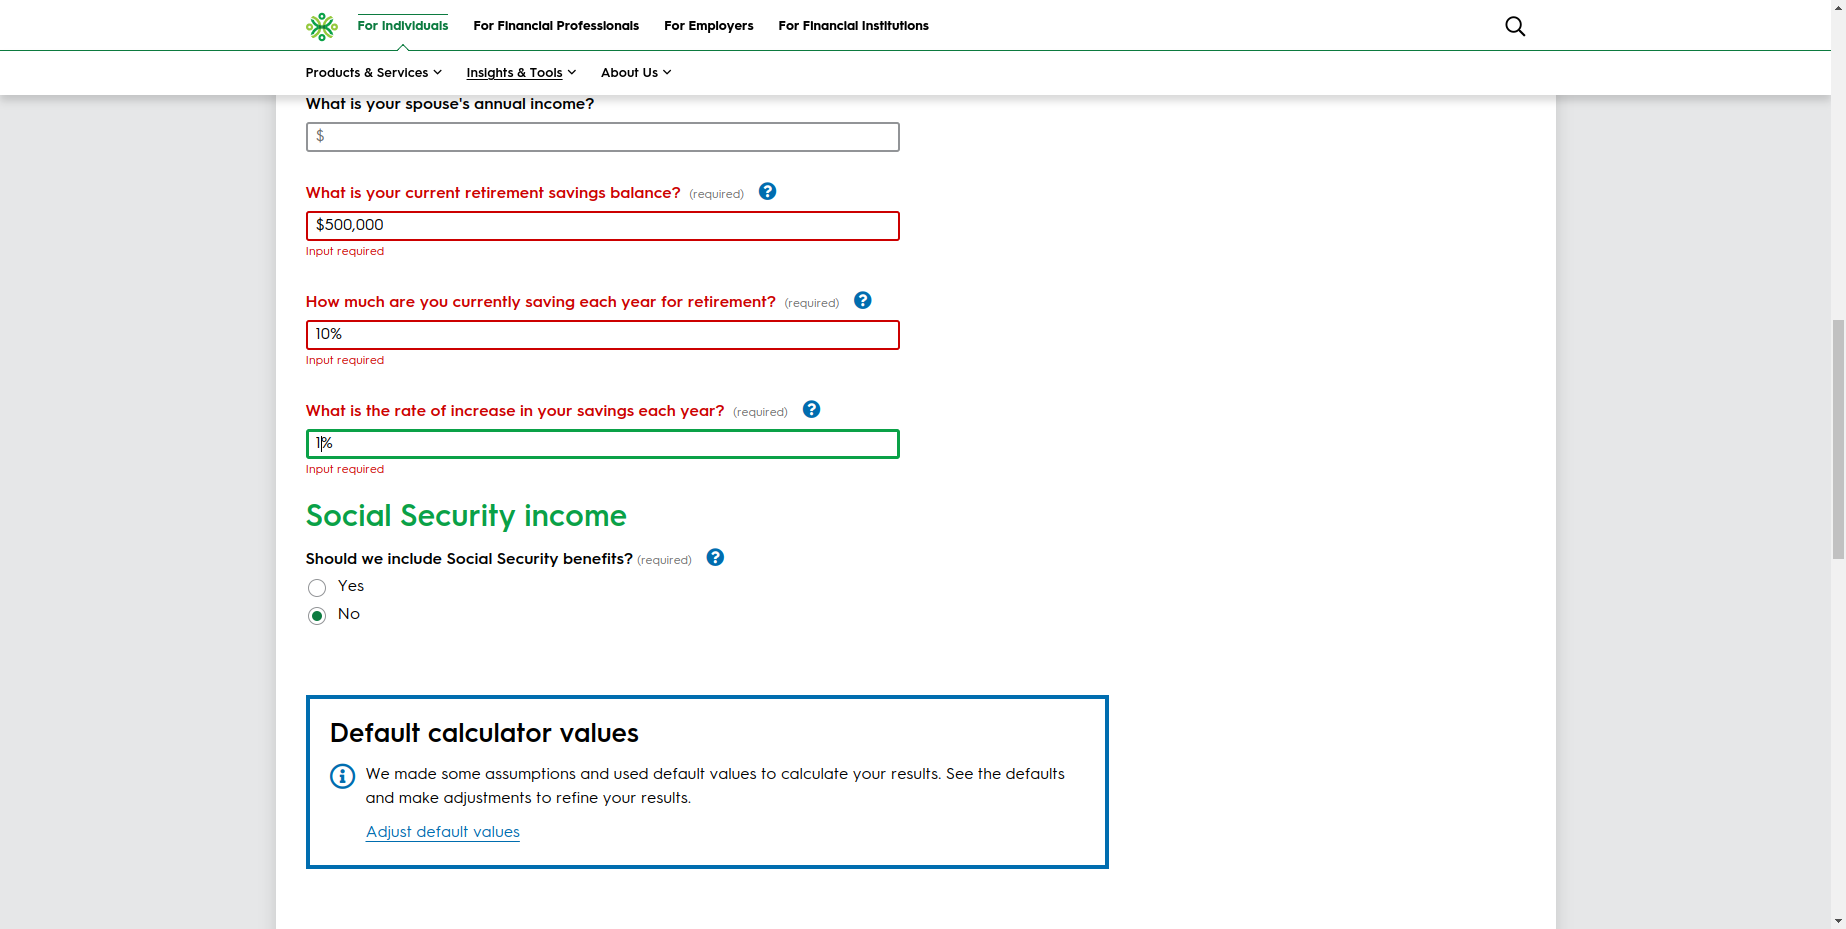 For Individuals
For Financial Professionals
For Employers
For Financial Institutions
Products & Services
Insights & Tools
About Us
What is your spouse's annual income?
$
What is your current retirement savings balance? (required)
$500,000
Input required
How much are you currently saving each year for retirement? (required)
10%
Input required
What is the rate of increase in your savings each year? (required)
1%
Input required
Social Security income
Should we include Social Security benefits? (required)
Yes
No
Default calculator values
We made some assumptions and used default values to calculate your results. See the defaults
and make adjustments to refine your results.
Adjust default values